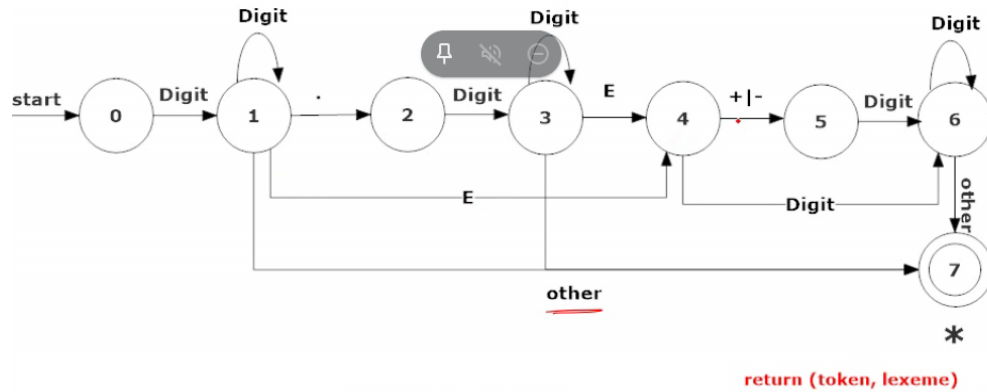 Digit Digit Digit
start Digit . Digit E +|- Digit
0 1 2 3 4 5 6
E Digit other
7
other
*
return (token, lexeme)